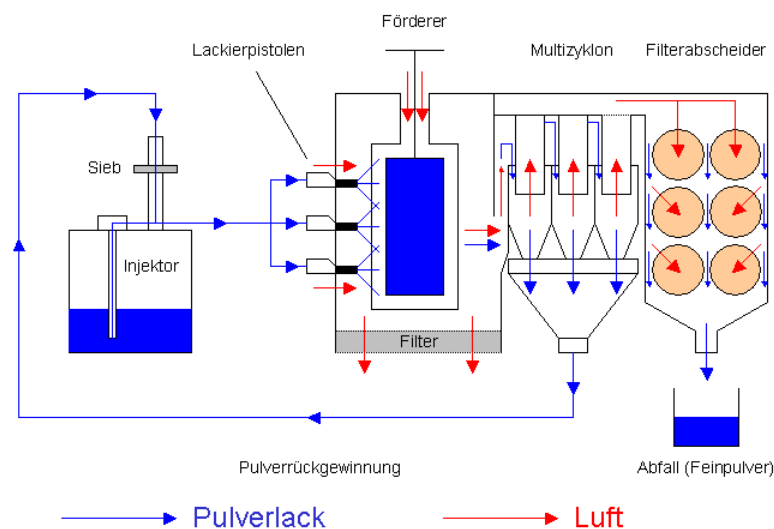 Förderer
Lackierpistolen
Multizyklon
Filterabscheider
Sieb
Injektor
Filter
Pulverrückgewinnung
Abfall (Feinpulver)
Pulverlack
Luft